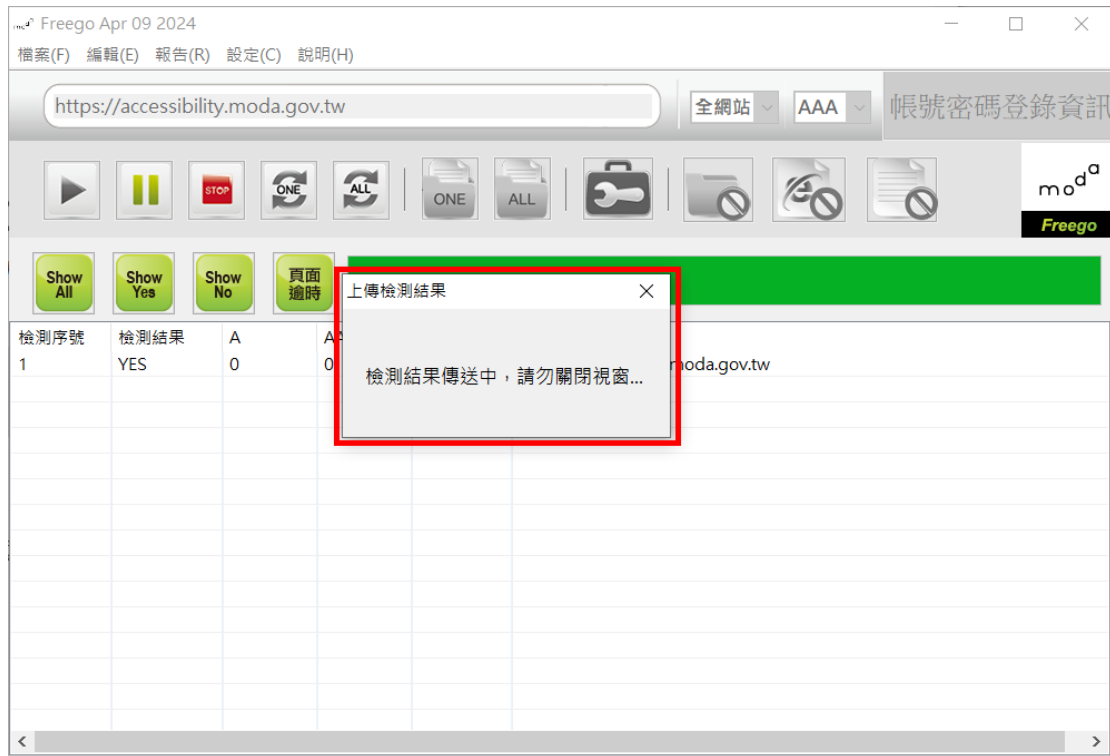 moda Freego Apr 09 2024
檔案(F) 編輯(E) 報告(R) 設定(C) 說明(H)
https://accessibility.moda.gov.tw 全網站 AAA 帳號密碼登錄資訊
STOP ONE ALL ONE ALL moda
Freego
Show All Show Yes Show No 頁面逾時
上傳檢測結果
檢測序號 檢測結果 A
1 YES 0 0 moda.gov.tw
檢測結果傳送中，請勿關閉視窗...